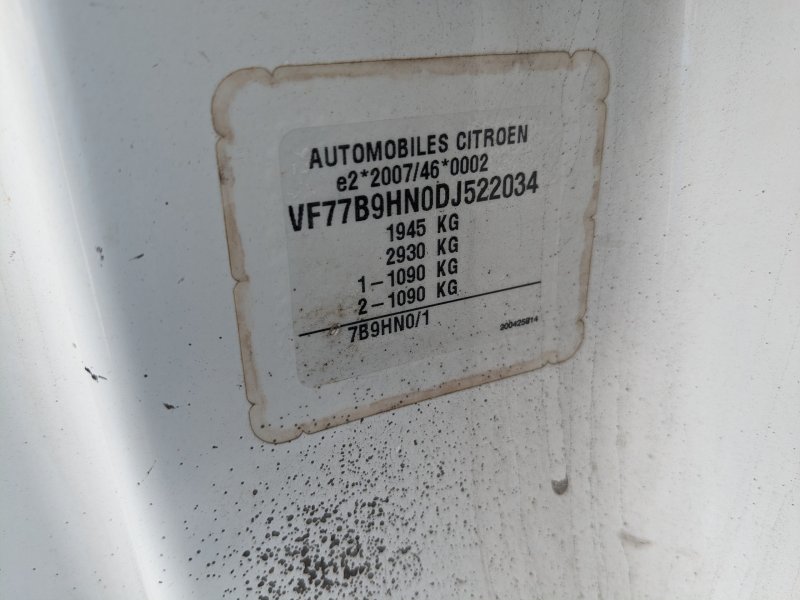 AUTOMOBILES CITROEN
e2*2007/46*0002
VF77B9HN0DJ522034
1945 KG
2930 KG
1-1090 KG
2-1090 KG
7B9HN0/1